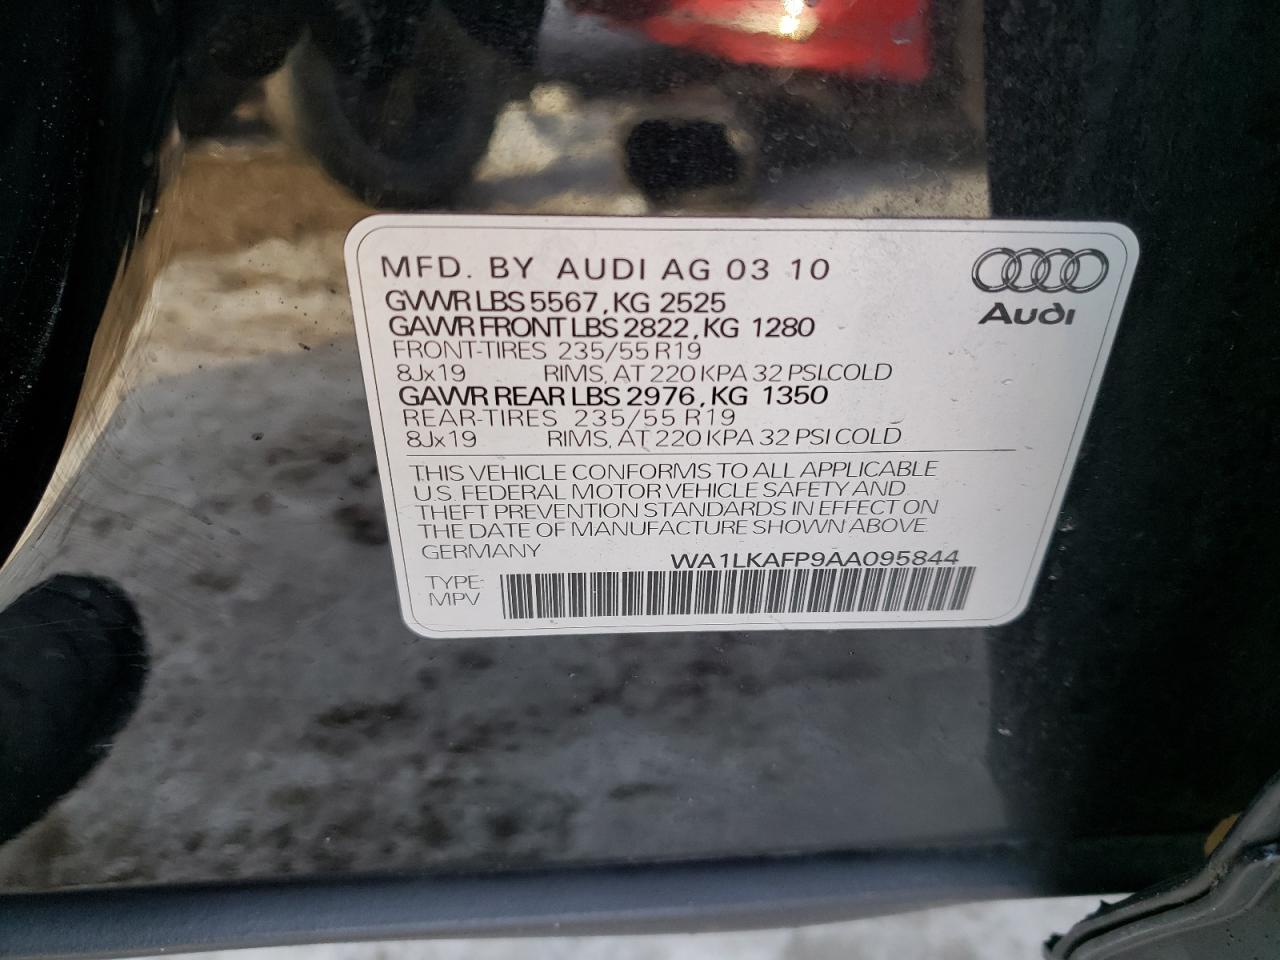 MFD. BY AUDI AG 03 10
GVWR LBS 5567, KG 2525
GAWR FRONT LBS 2822, KG 1280
FRONT-TIRES 235/55 R19
8Jx19 RIMS, AT 220 KPA 32 PSI.COLD
GAWR REAR LBS 2976, KG 1350
REAR-TIRES 235/55 R19
8Jx19 RIMS, AT 220 KPA 32 PSI COLD
THIS VEHICLE CONFORMS TO ALL APPLICABLE
U.S. FEDERAL MOTOR VEHICLE SAFETY AND
THEFT PREVENTION STANDARDS IN EFFECT ON
THE DATE OF MANUFACTURE SHOWN ABOVE
GERMANY WA1LKAFP9AA095844
TYPE:
MPV
Audi